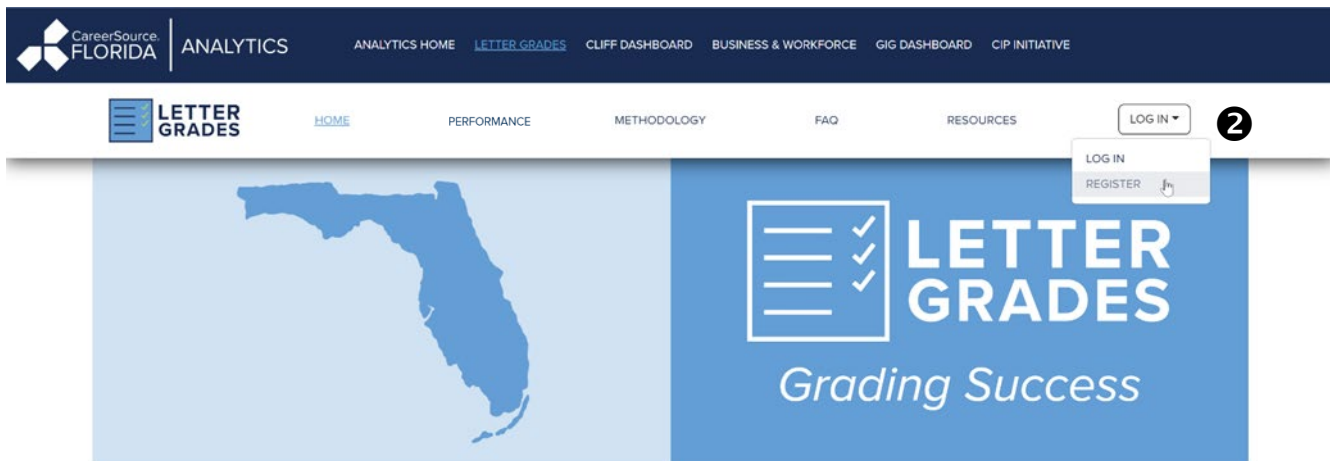 CareerSource
FLORIDA
ANALYTICS
ANALYTICS HOME LETTER GRADES CLIFF DASHBOARD BUSINESS & WORKFORCE GIG DASHBOARD CIP INITIATIVE
LETTER
GRADES
HOME PERFORMANCE METHODOLOGY FAQ RESOURCES LOG IN 2
LOG IN
REGISTER
LETTER
GRADES
Grading Success